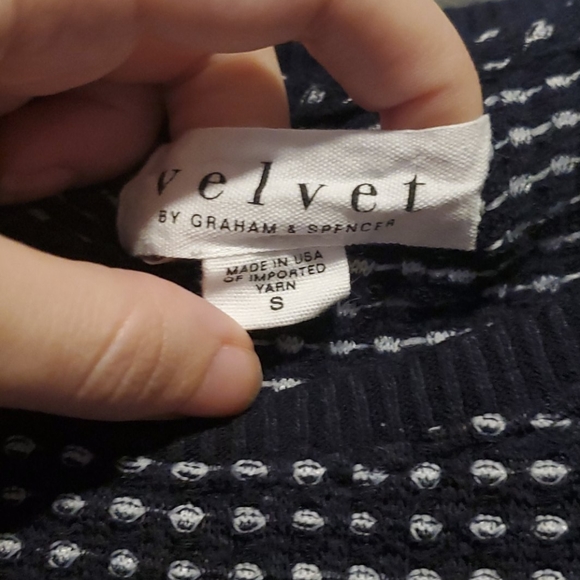 velvet
BY GRAHAM & SPENCER
MADE IN USA
OF IMPORTED
YARN
S